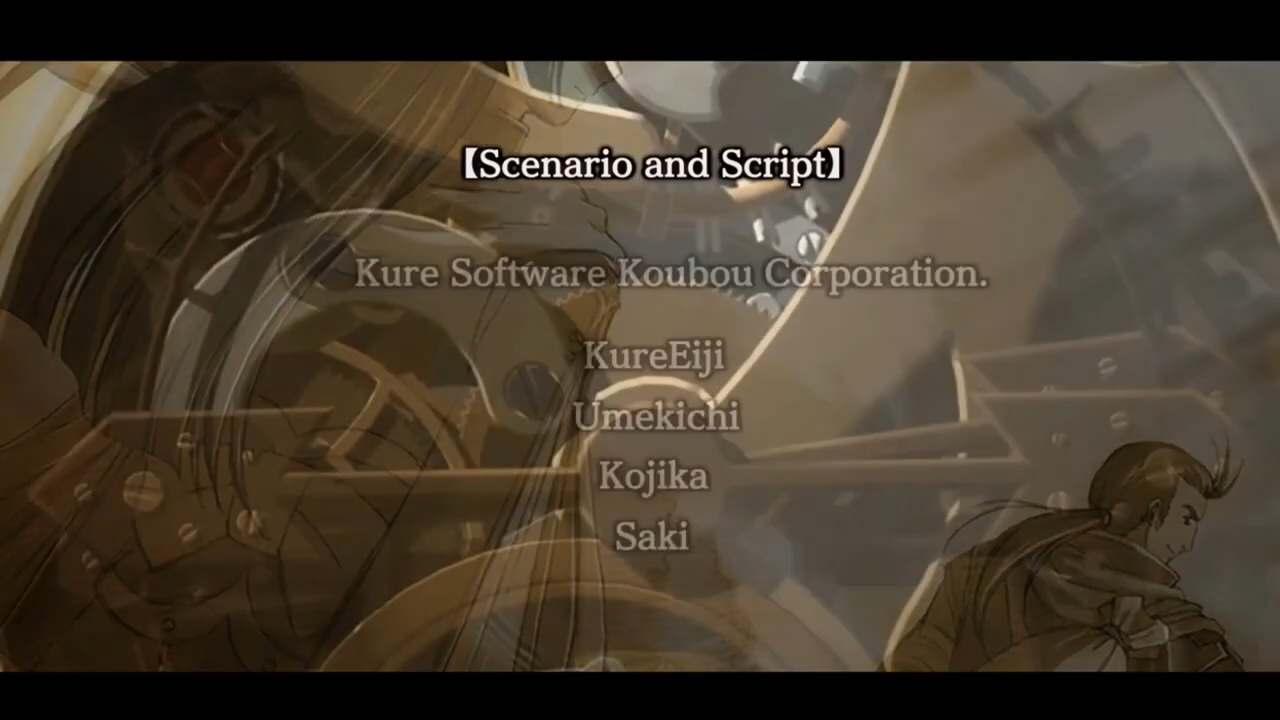 【Scenario and Script】
Kure Software Koubou Corporation.
KureEiji
Umekichi
Kojika
Saki